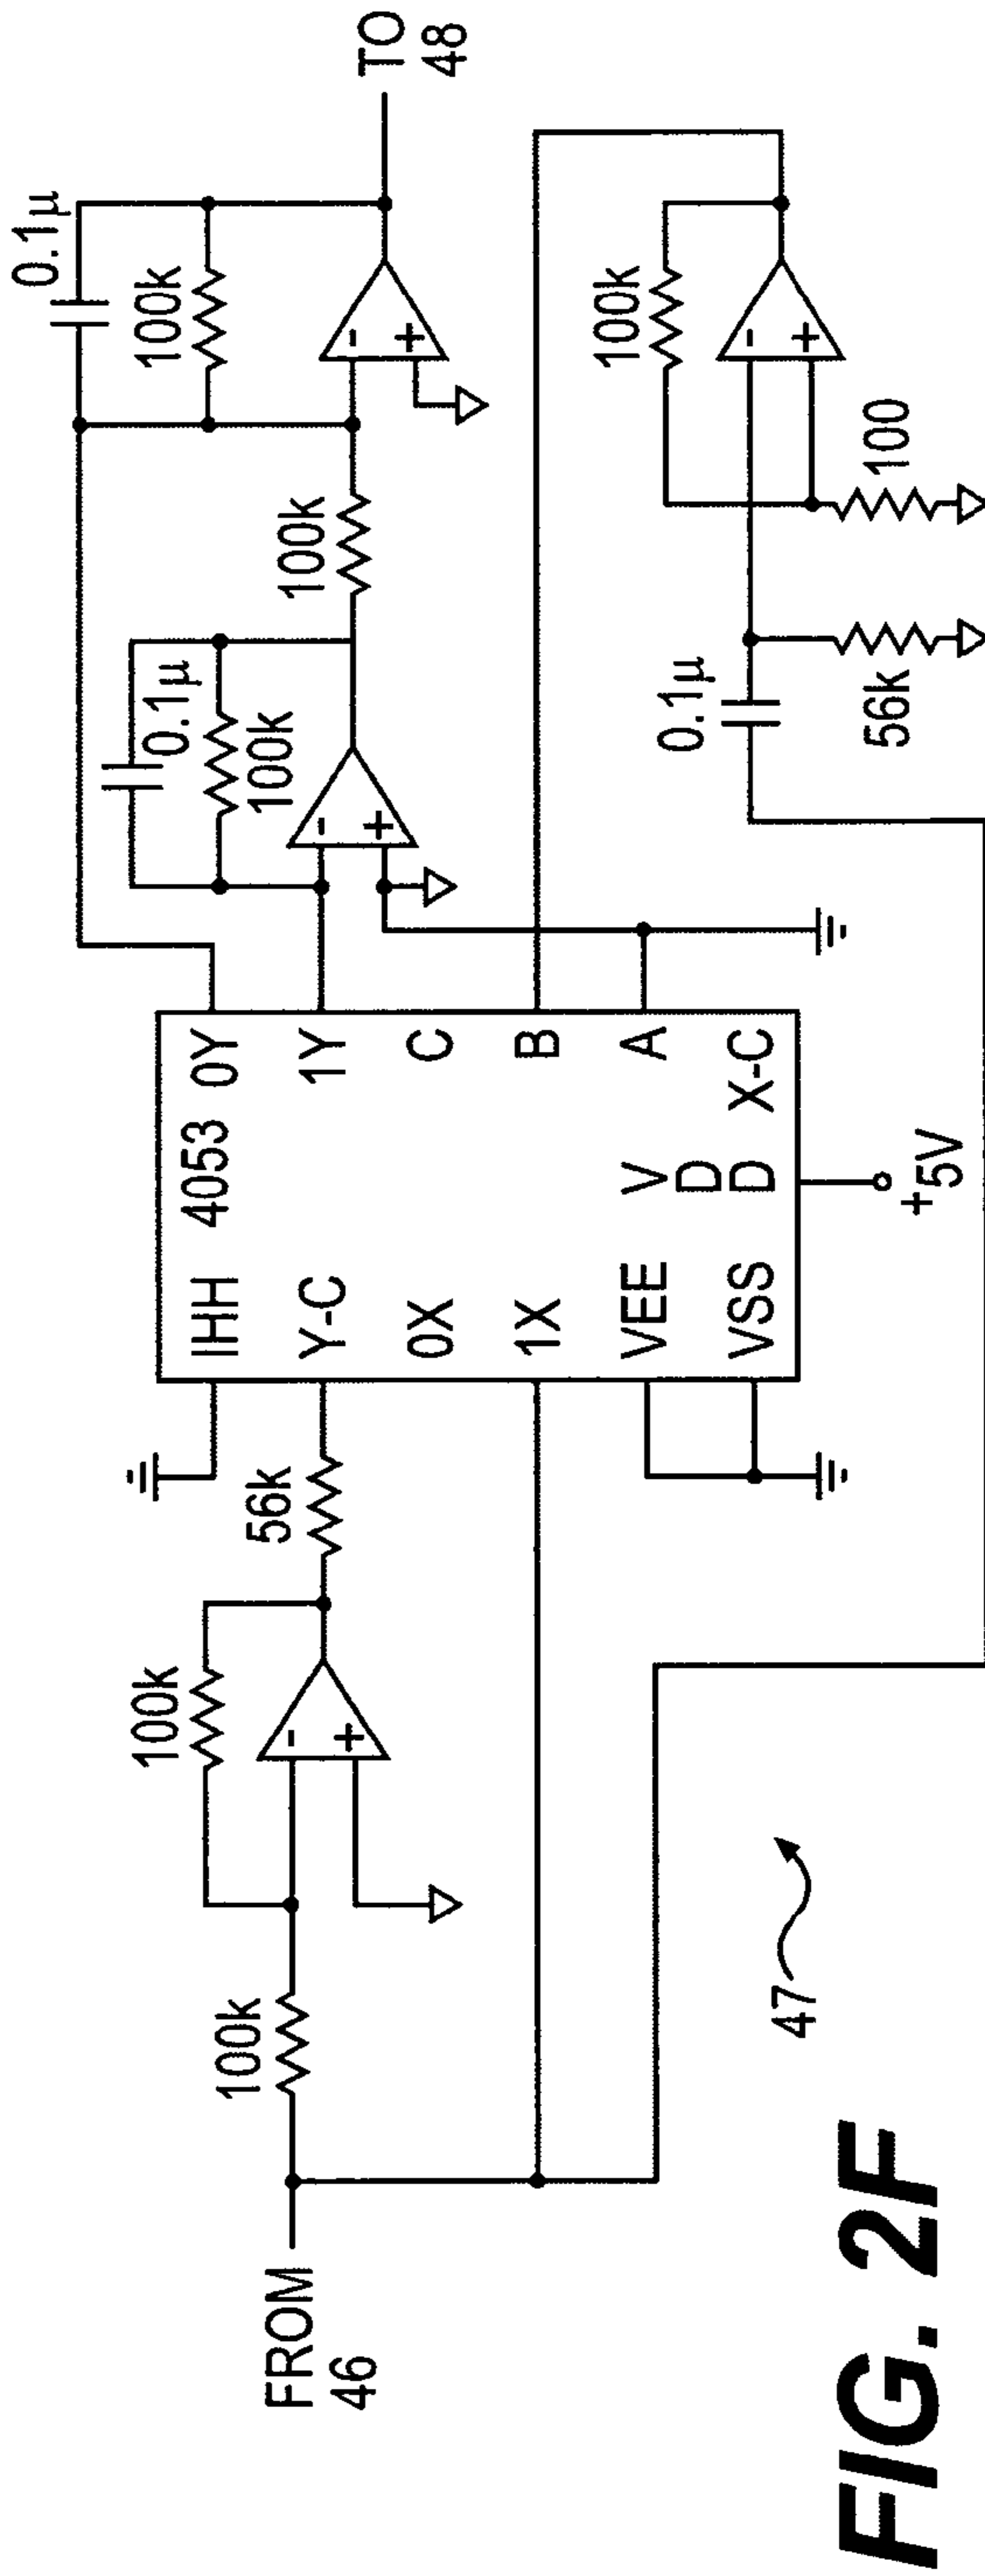 FROM
46
100k
100k
-
+
56k
IHH
4053
0Y
Y-C
1Y
0X
C
1X
B
VEE
V
D
D
A
VSS
X-C
+5V
0.1µ
100k
-
+
100k
0.1µ
100k
-
+
TO
48
0.1µ
56k
100k
-
+
100
47
FIG. 2F